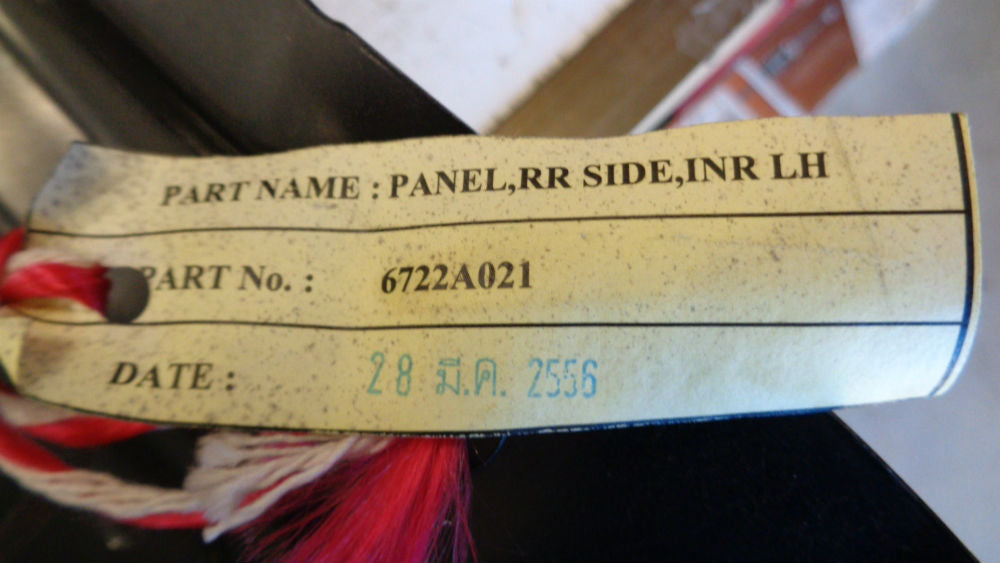 PART NAME : PANEL,RR SIDE,INR LH
PART No. : 6722A021
DATE : 28 มี.ค. 2556